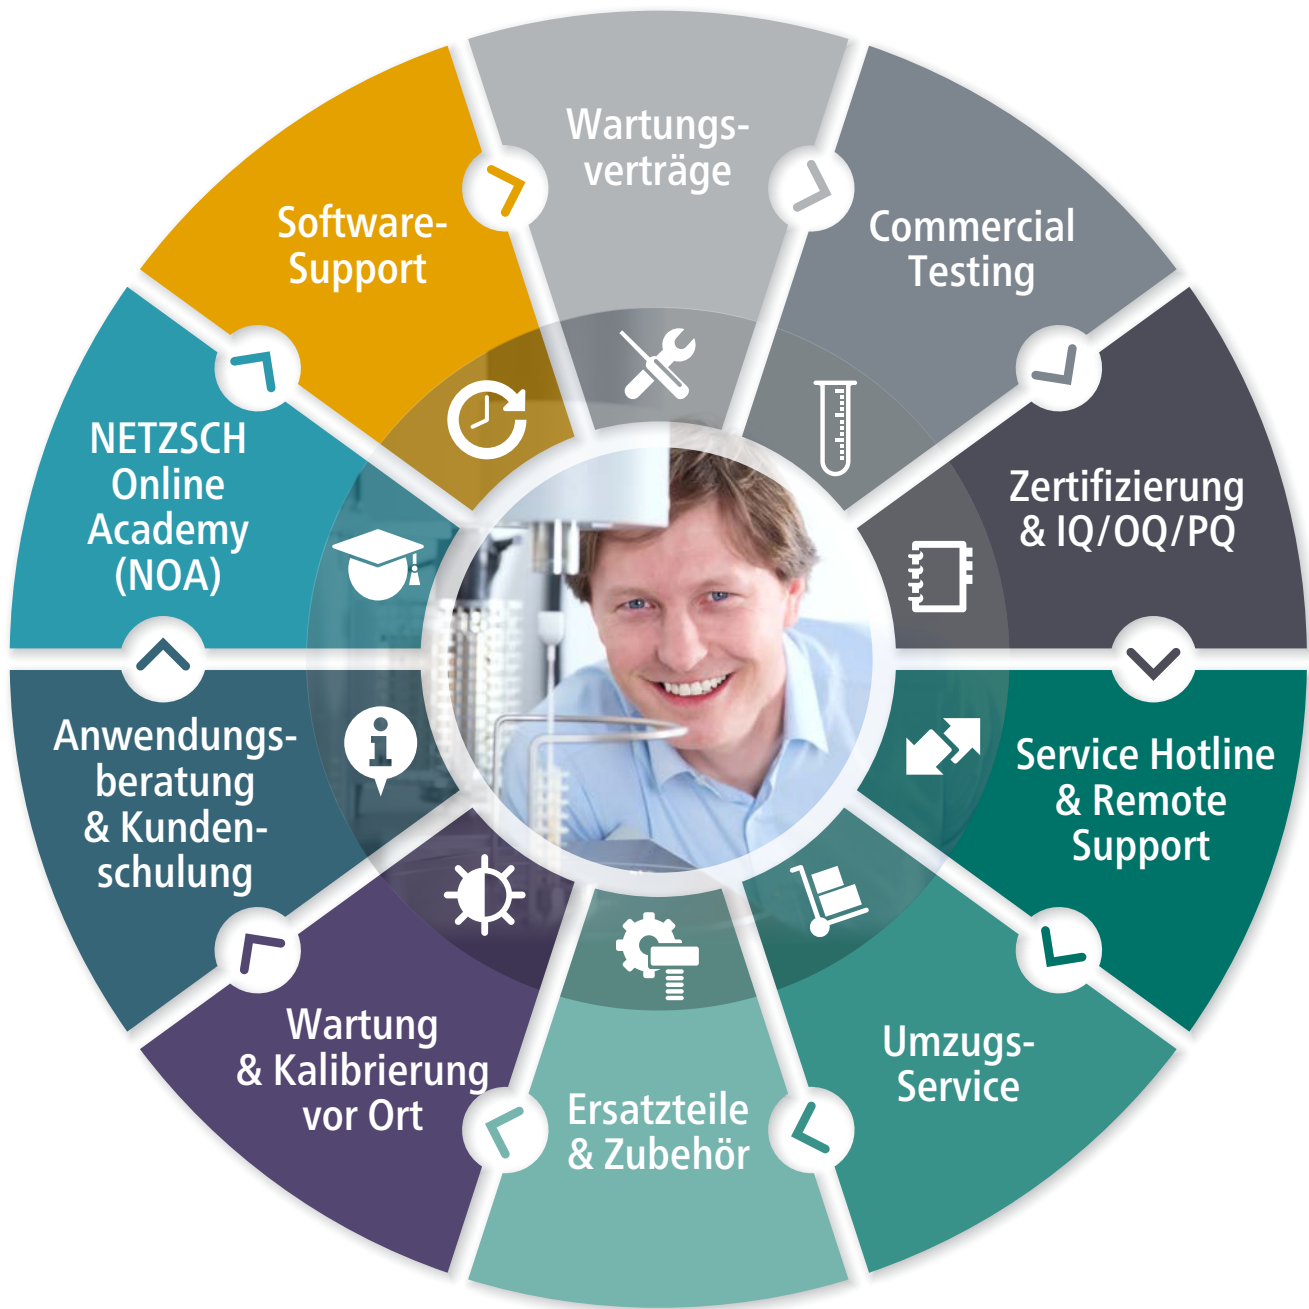 Wartungs-
verträge
Commercial
Testing
Zertifizierung
& IQ/OQ/PQ
Service Hotline
& Remote
Support
Umzugs-
Service
Ersatzteile
& Zubehör
Wartung
& Kalibrierung
vor Ort
Anwendungs-
beratung
& Kunden-
schulung
NETZSCH
Online
Academy
(NOA)
Software-
Support